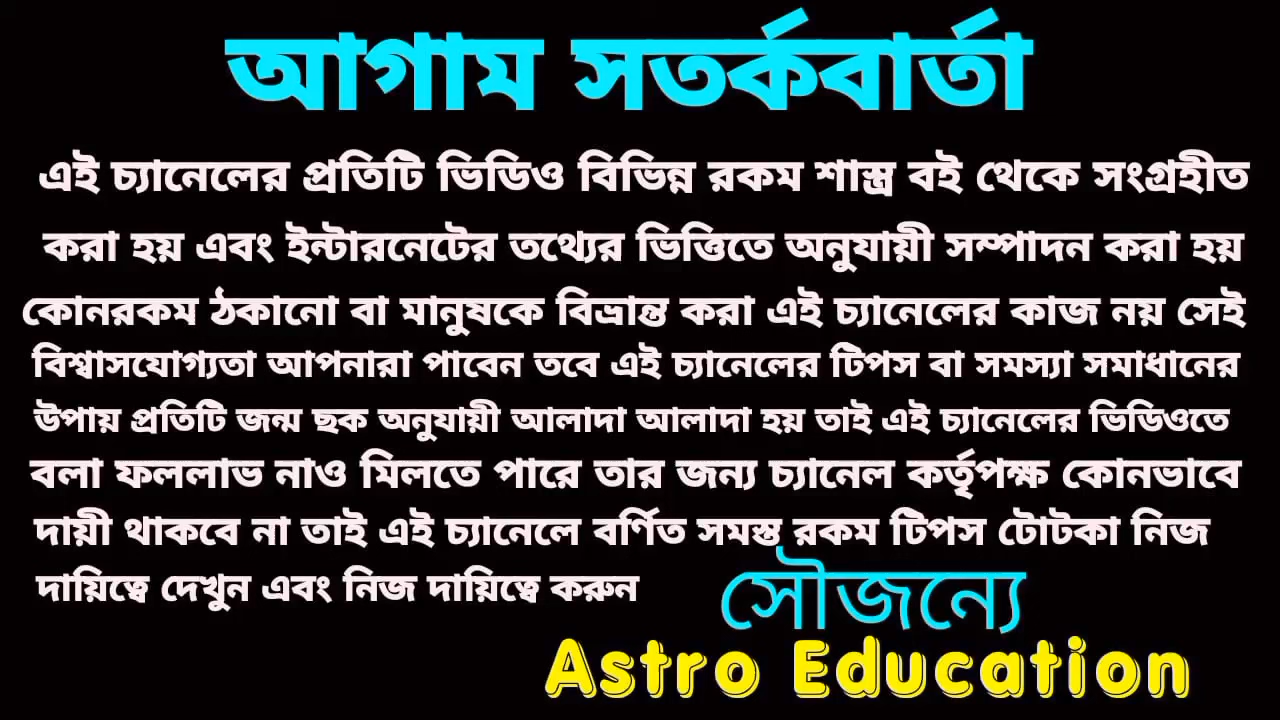 আগাম সতর্কবার্তা
এই চ্যানেলের প্রতিটি ভিডিও বিভিন্ন রকম শাস্ত্র বই থেকে সংগ্রহীত
করা হয় এবং ইন্টারনেটের তথ্যের ভিত্তিতে অনুযায়ী সম্পাদন করা হয়
কোনরকম ঠকানো বা মানুষকে বিভ্রান্ত করা এই চ্যানেলের কাজ নয় সেই
বিশ্বাসযোগ্যতা আপনারা পাবেন তবে এই চ্যানেলের টিপস বা সমস্যা সমাধানের
উপায় প্রতিটি জন্ম ছক অনুযায়ী আলাদা আলাদা হয় তাই এই চ্যানেলের ভিডিওতে
বলা ফললাভ নাও মিলতে পারে তার জন্য চ্যানেল কর্তৃপক্ষ কোনভাবে
দায়ী থাকবে না তাই এই চ্যানেলে বর্ণিত সমস্ত রকম টিপস টোটকা নিজ
দায়িত্বে দেখুন এবং নিজ দায়িত্বে করুন
সৌজন্যে
Astro Education